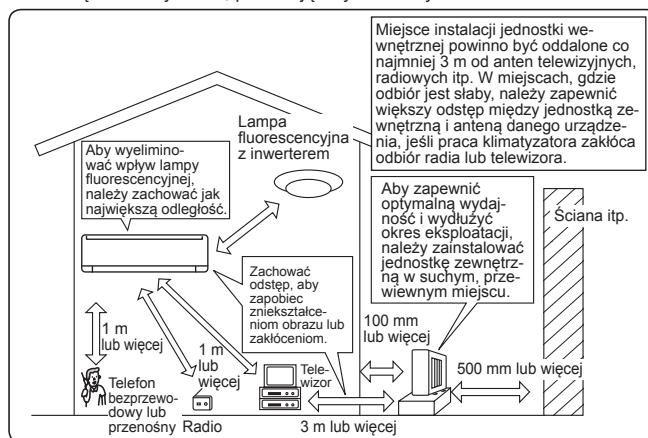 Miejsce instalacji jednostki we-
wnętrznej powinno być oddalone co
najmniej 3 m od anten telewizyjnych,
radiowych itp. W miejscach, gdzie
odbiór jest słaby, należy zapewnić
większy odstęp między jednostką ze-
wnętrzną i anteną danego urządze-
nia, jeśli praca klimatyzatora zakłóca
odbiór radia lub telewizora.
Lampa
fluorescencyjna
z inwerterem
Aby wyelimino-
wać wpływ lampy
fluorescencyjnej,
należy zachować jak
największą odległość.
Aby zapewnić
optymalną wydaj-
ność i wydłużyć
okres eksploatacji,
należy zainstalować
jednostkę zewnętrz-
ną w suchym, prze-
wiewnym miejscu.
Ściana itp.
Zachować
odstęp, aby
zapobiec
zniekształce-
niom obrazu lub
zakłóceniom.
1 m
lub więcej
1 m
lub
więcej
100 mm
lub więcej
500 mm lub więcej
Telefon
bezprzewo-
dowy lub
przenośny
Radio
Tele-
wizor
3 m lub więcej